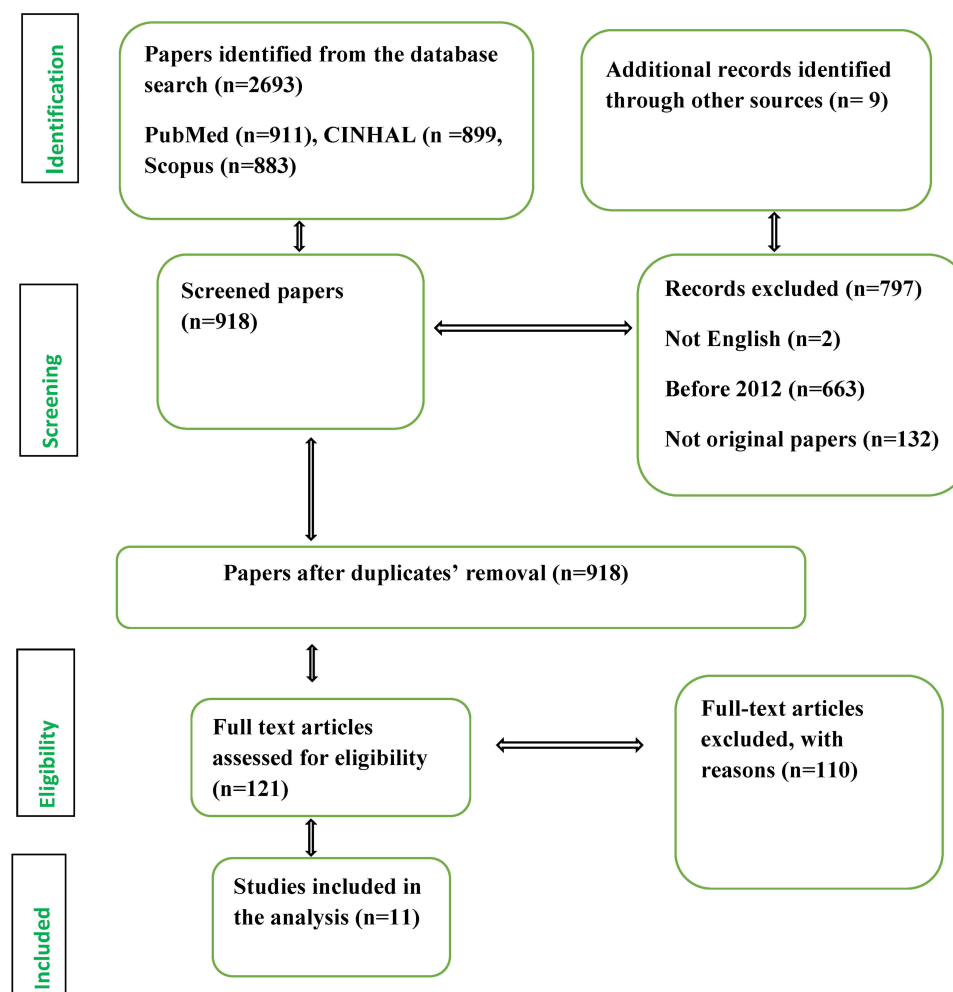 Identification
Papers identified from the database
search (n=2693)
PubMed (n=911), CINHAL (n =899,
Scopus (n=883)
Additional records identified
through other sources (n= 9)
Screening
Screened papers
(n=918)
Records excluded (n=797)
Not English (n=2)
Before 2012 (n=663)
Not original papers (n=132)
Papers after duplicates’ removal (n=918)
Eligibility
Full text articles
assessed for eligibility
(n=121)
Full-text articles
excluded, with
reasons (n=110)
Included
Studies included in
the analysis (n=11)